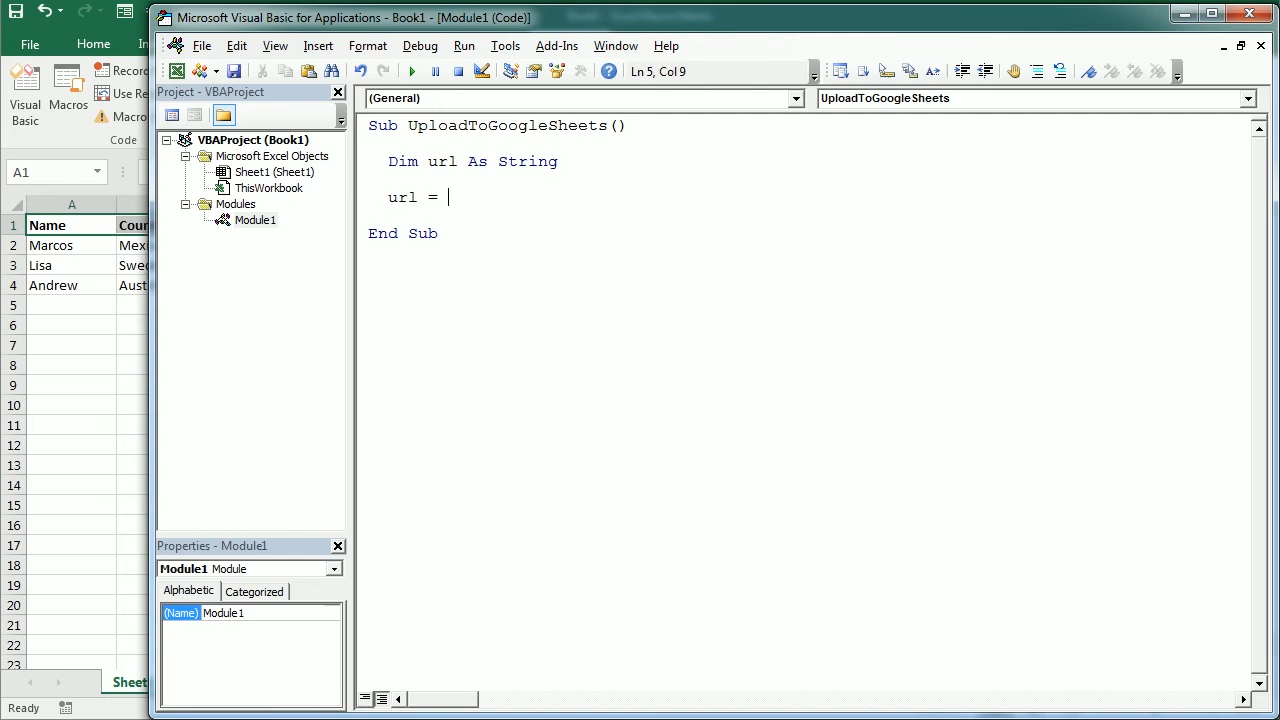 Microsoft Visual Basic for Applications - Book1 - [Module1 (Code)]
File Home
File Edit View Insert Format Debug Run Tools Add-Ins Window Help
Ln 5, Col 9
Visual Basic
Macros
Record
Use Re
Macro
Code
Project - VBAProject
VBAProject (Book1)
Microsoft Excel Objects
Sheet1 (Sheet1)
ThisWorkbook
Modules
Module1
(General) UploadToGoogleSheets
Sub UploadToGoogleSheets()
Dim url As String
url =
End Sub
A1
A
1 Name Coun
2 Marcos Mexi
3 Lisa Swed
4 Andrew Aust
5
6
7
8
9
10
11
12
13
14
15
16
17
18
19
20
21
22
23
Properties - Module1
Module1 Module
Alphabetic Categorized
(Name) Module1
Sheet
Ready